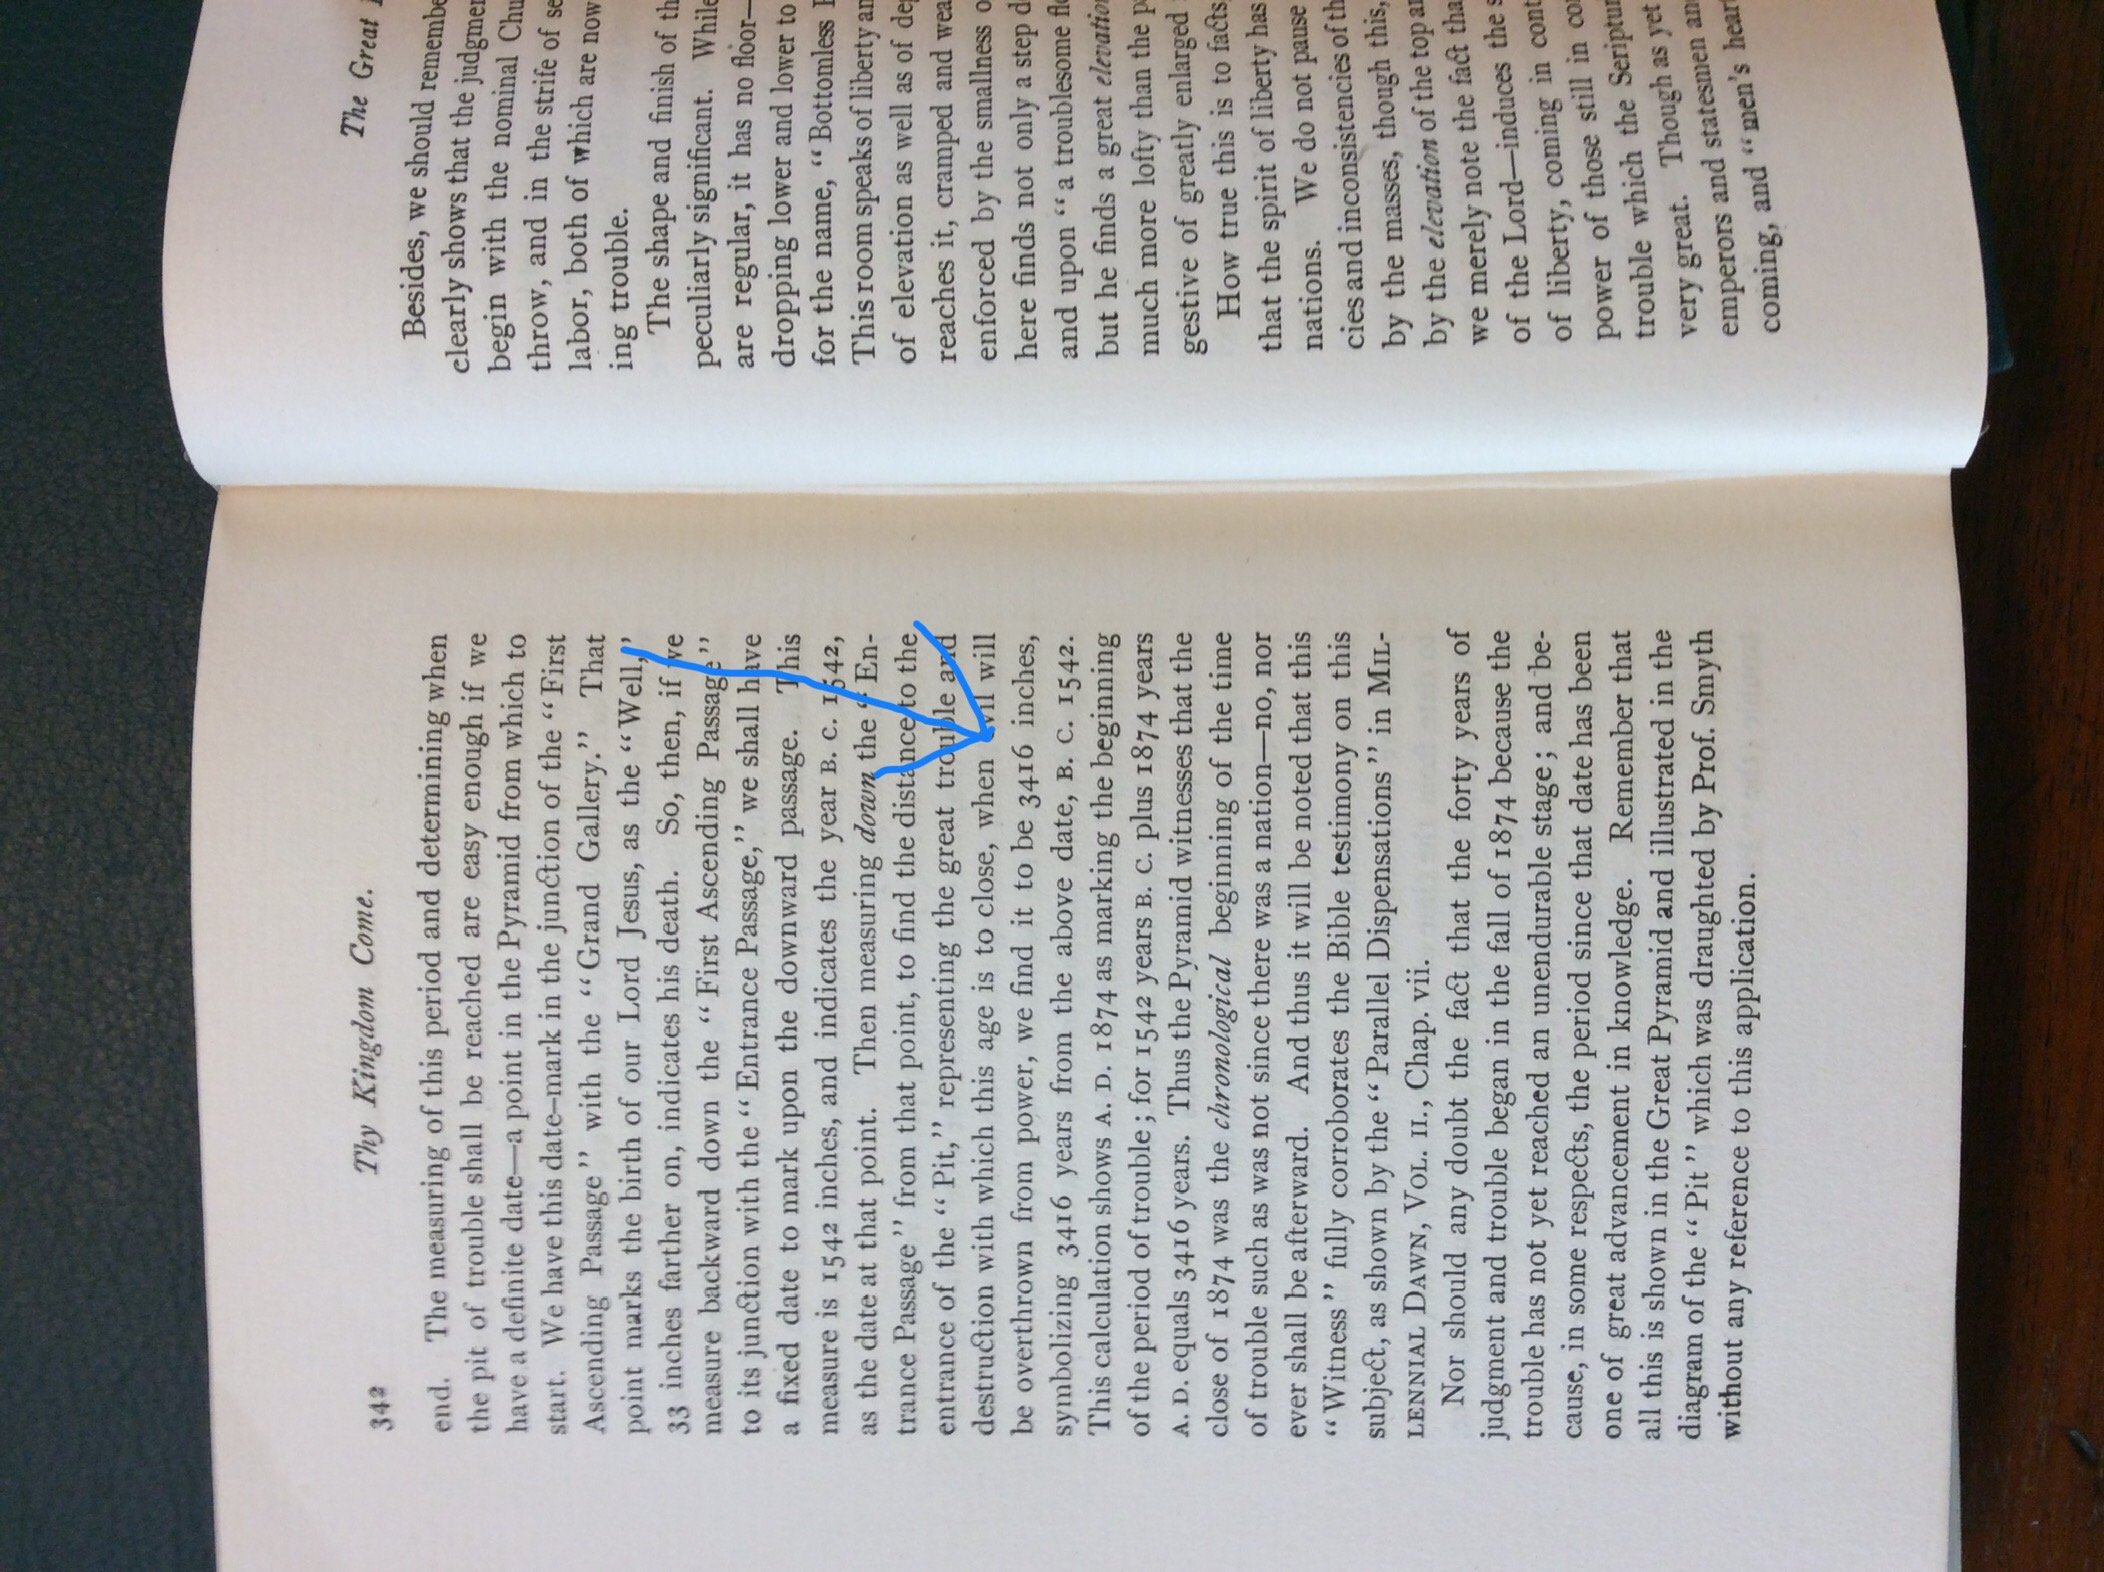 342 Thy Kingdom Come.
end. The measuring of this period and determining when
the pit of trouble shall be reached are easy enough if we
have a definite date—a point in the Pyramid from which to
start. We have this date-mark in the junction of the “First
Ascending Passage” with the “Grand Gallery.” That
point marks the birth of our Lord Jesus, as the “Well,”
33 inches farther on, indicates his death. So, then, if we
measure backward down the “First Ascending Passage”
to its junction with the “Entrance Passage,” we shall have
a fixed date to mark upon the downward passage. This
measure is 1542 inches, and indicates the year B. C. 1542,
as the date at that point. Then measuring down the “En-
trance Passage” from that point, to find the distance to the
entrance of the “Pit,” representing the great trouble and
destruction with which this age is to close, when evil will
be overthrown from power, we find it to be 3416 inches,
symbolizing 3416 years from the above date, B. C. 1542.
This calculation shows A. D. 1874 as marking the beginning
of the period of trouble; for 1542 years B. C. plus 1874 years
A. D. equals 3416 years. Thus the Pyramid witnesses that the
close of 1874 was the chronological beginning of the time
of trouble such as was not since there was a nation—no, nor
ever shall be afterward. And thus it will be noted that this
“Witness” fully corroborates the Bible testimony on this
subject, as shown by the “Parallel Dispensations” in MIL-
LENNIAL DAWN, VOL. II., Chap. vii.
Nor should any doubt the fact that the forty years of
judgment and trouble began in the fall of 1874 because the
trouble has not yet reached an unendurable stage; and be-
cause, in some respects, the period since that date has been
one of great advancement in knowledge. Remember that
all this is shown in the Great Pyramid and illustrated in the
diagram of the “Pit” which was draughted by Prof. Smyth
without any reference to this application.
The Great
Besides, we should remembe
clearly shows that the judgmen
begin with the nominal Chu
throw, and in the strife of se
labor, both of which are now
ing trouble.
The shape and finish of th
peculiarly significant. While
are regular, it has no floor—
dropping lower and lower to
for the name, “Bottomless
This room speaks of liberty an
of elevation as well as of dep
reaches it, cramped and wea
enforced by the smallness o
here finds not only a step do
and upon “a troublesome flo
but he finds a great elevation
much more lofty than the p
gestive of greatly enlarged
How true this is to facts,
that the spirit of liberty has
nations. We do not pause
cies and inconsistencies of th
by the masses, though this,
by the elevation of the top an
we merely note the fact tha
of the Lord—induces the s
of liberty, coming in cont
power of those still in con
trouble which the Scriptur
very great. Though as yet
emperors and statesmen and
coming, and “men's heart